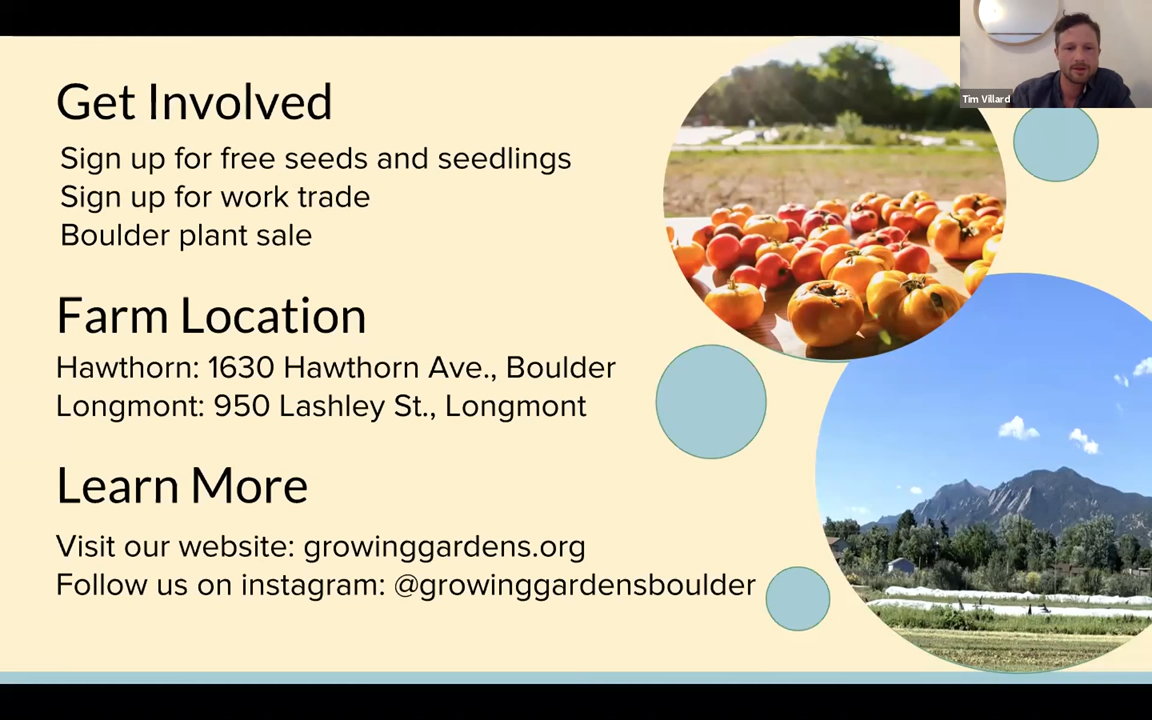 Get Involved
Sign up for free seeds and seedlings
Sign up for work trade
Boulder plant sale
Farm Location
Hawthorn: 1630 Hawthorn Ave., Boulder
Longmont: 950 Lashley St., Longmont
Learn More
Visit our website: growinggardens.org
Follow us on instagram: @growinggardensboulder
Tim Villard